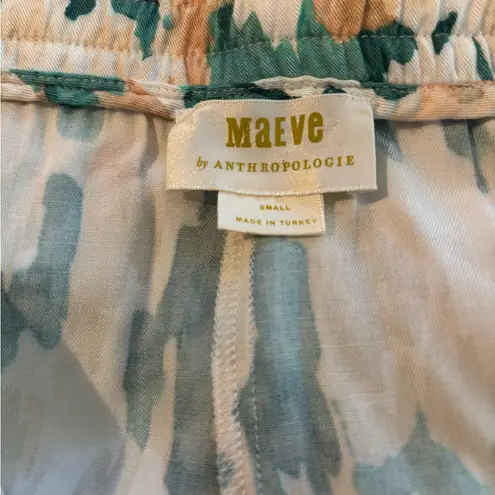 MAEVE
by ANTHROPOLOGIE
SMALL
MADE IN TURKEY